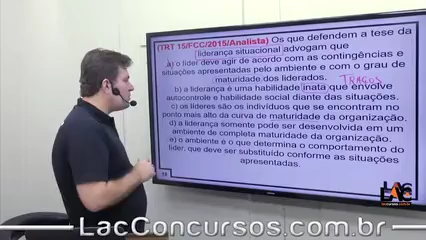 (TRT 15/FCC/2015/Analista) Os que defendem a tese da
liderança situacional advogam que
a) o líder deve agir de acordo com as contingências e
situações apresentadas pelo ambiente e com o grau de
maturidade dos liderados.
TRAÇOS
b) a liderança é uma habilidade inata que envolve
autocontrole e habilidade social diante das situações.
c) os líderes são os indivíduos que se encontram no
ponto mais alto da curva de maturidade da organização.
d) a liderança somente pode ser desenvolvida em um
ambiente de completa maturidade da organização.
e) o ambiente é o que determina o comportamento do
líder, que deve ser substituído conforme as situações
apresentadas.
LAC
LacConcursos.com.br